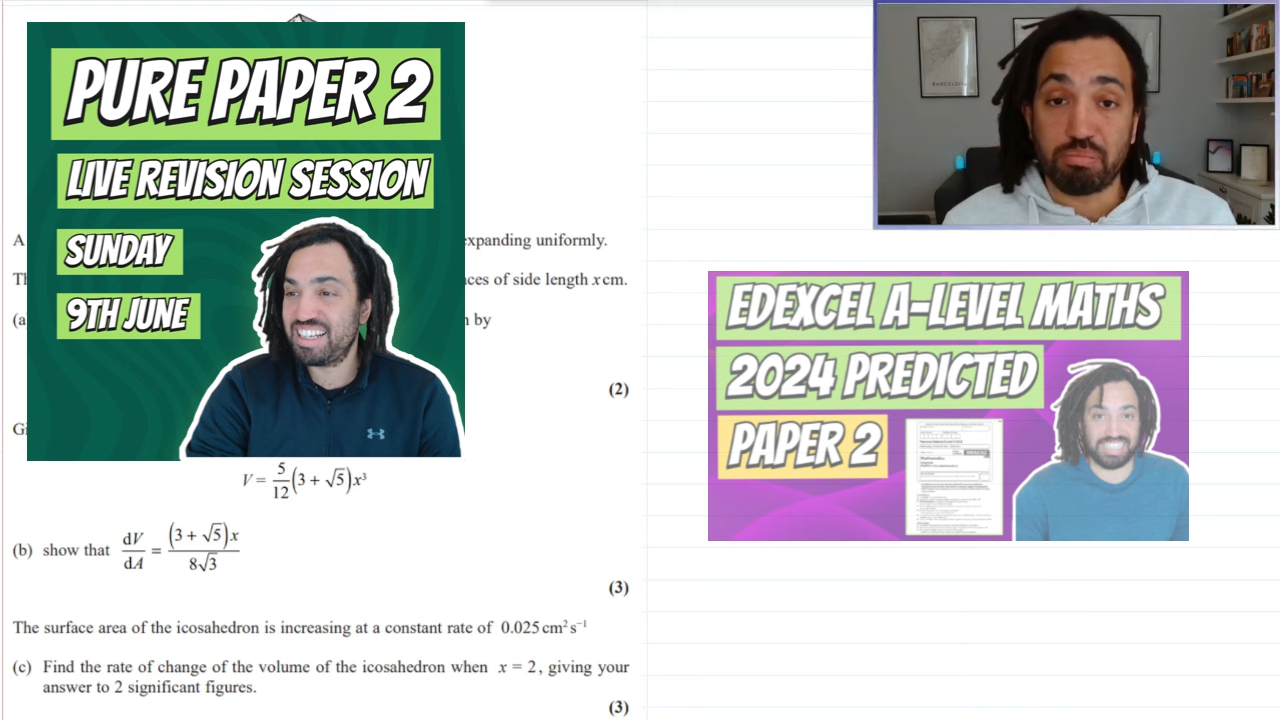 PURE PAPER 2
LIVE REVISION SESSION
SUNDAY
9TH JUNE
A
expanding uniformly.
ces of side length x cm.
(a
by
(2)
V = 5/12 (3 + √5) x³
(b) show that dV/dA = (3 + √5)x / 8√3
(3)
The surface area of the icosahedron is increasing at a constant rate of 0.025 cm² s⁻¹
(c) Find the rate of change of the volume of the icosahedron when x = 2, giving your
answer to 2 significant figures.
(3)
BARCELONA
EDEXCEL A-LEVEL MATHS
2024 PREDICTED
PAPER 2